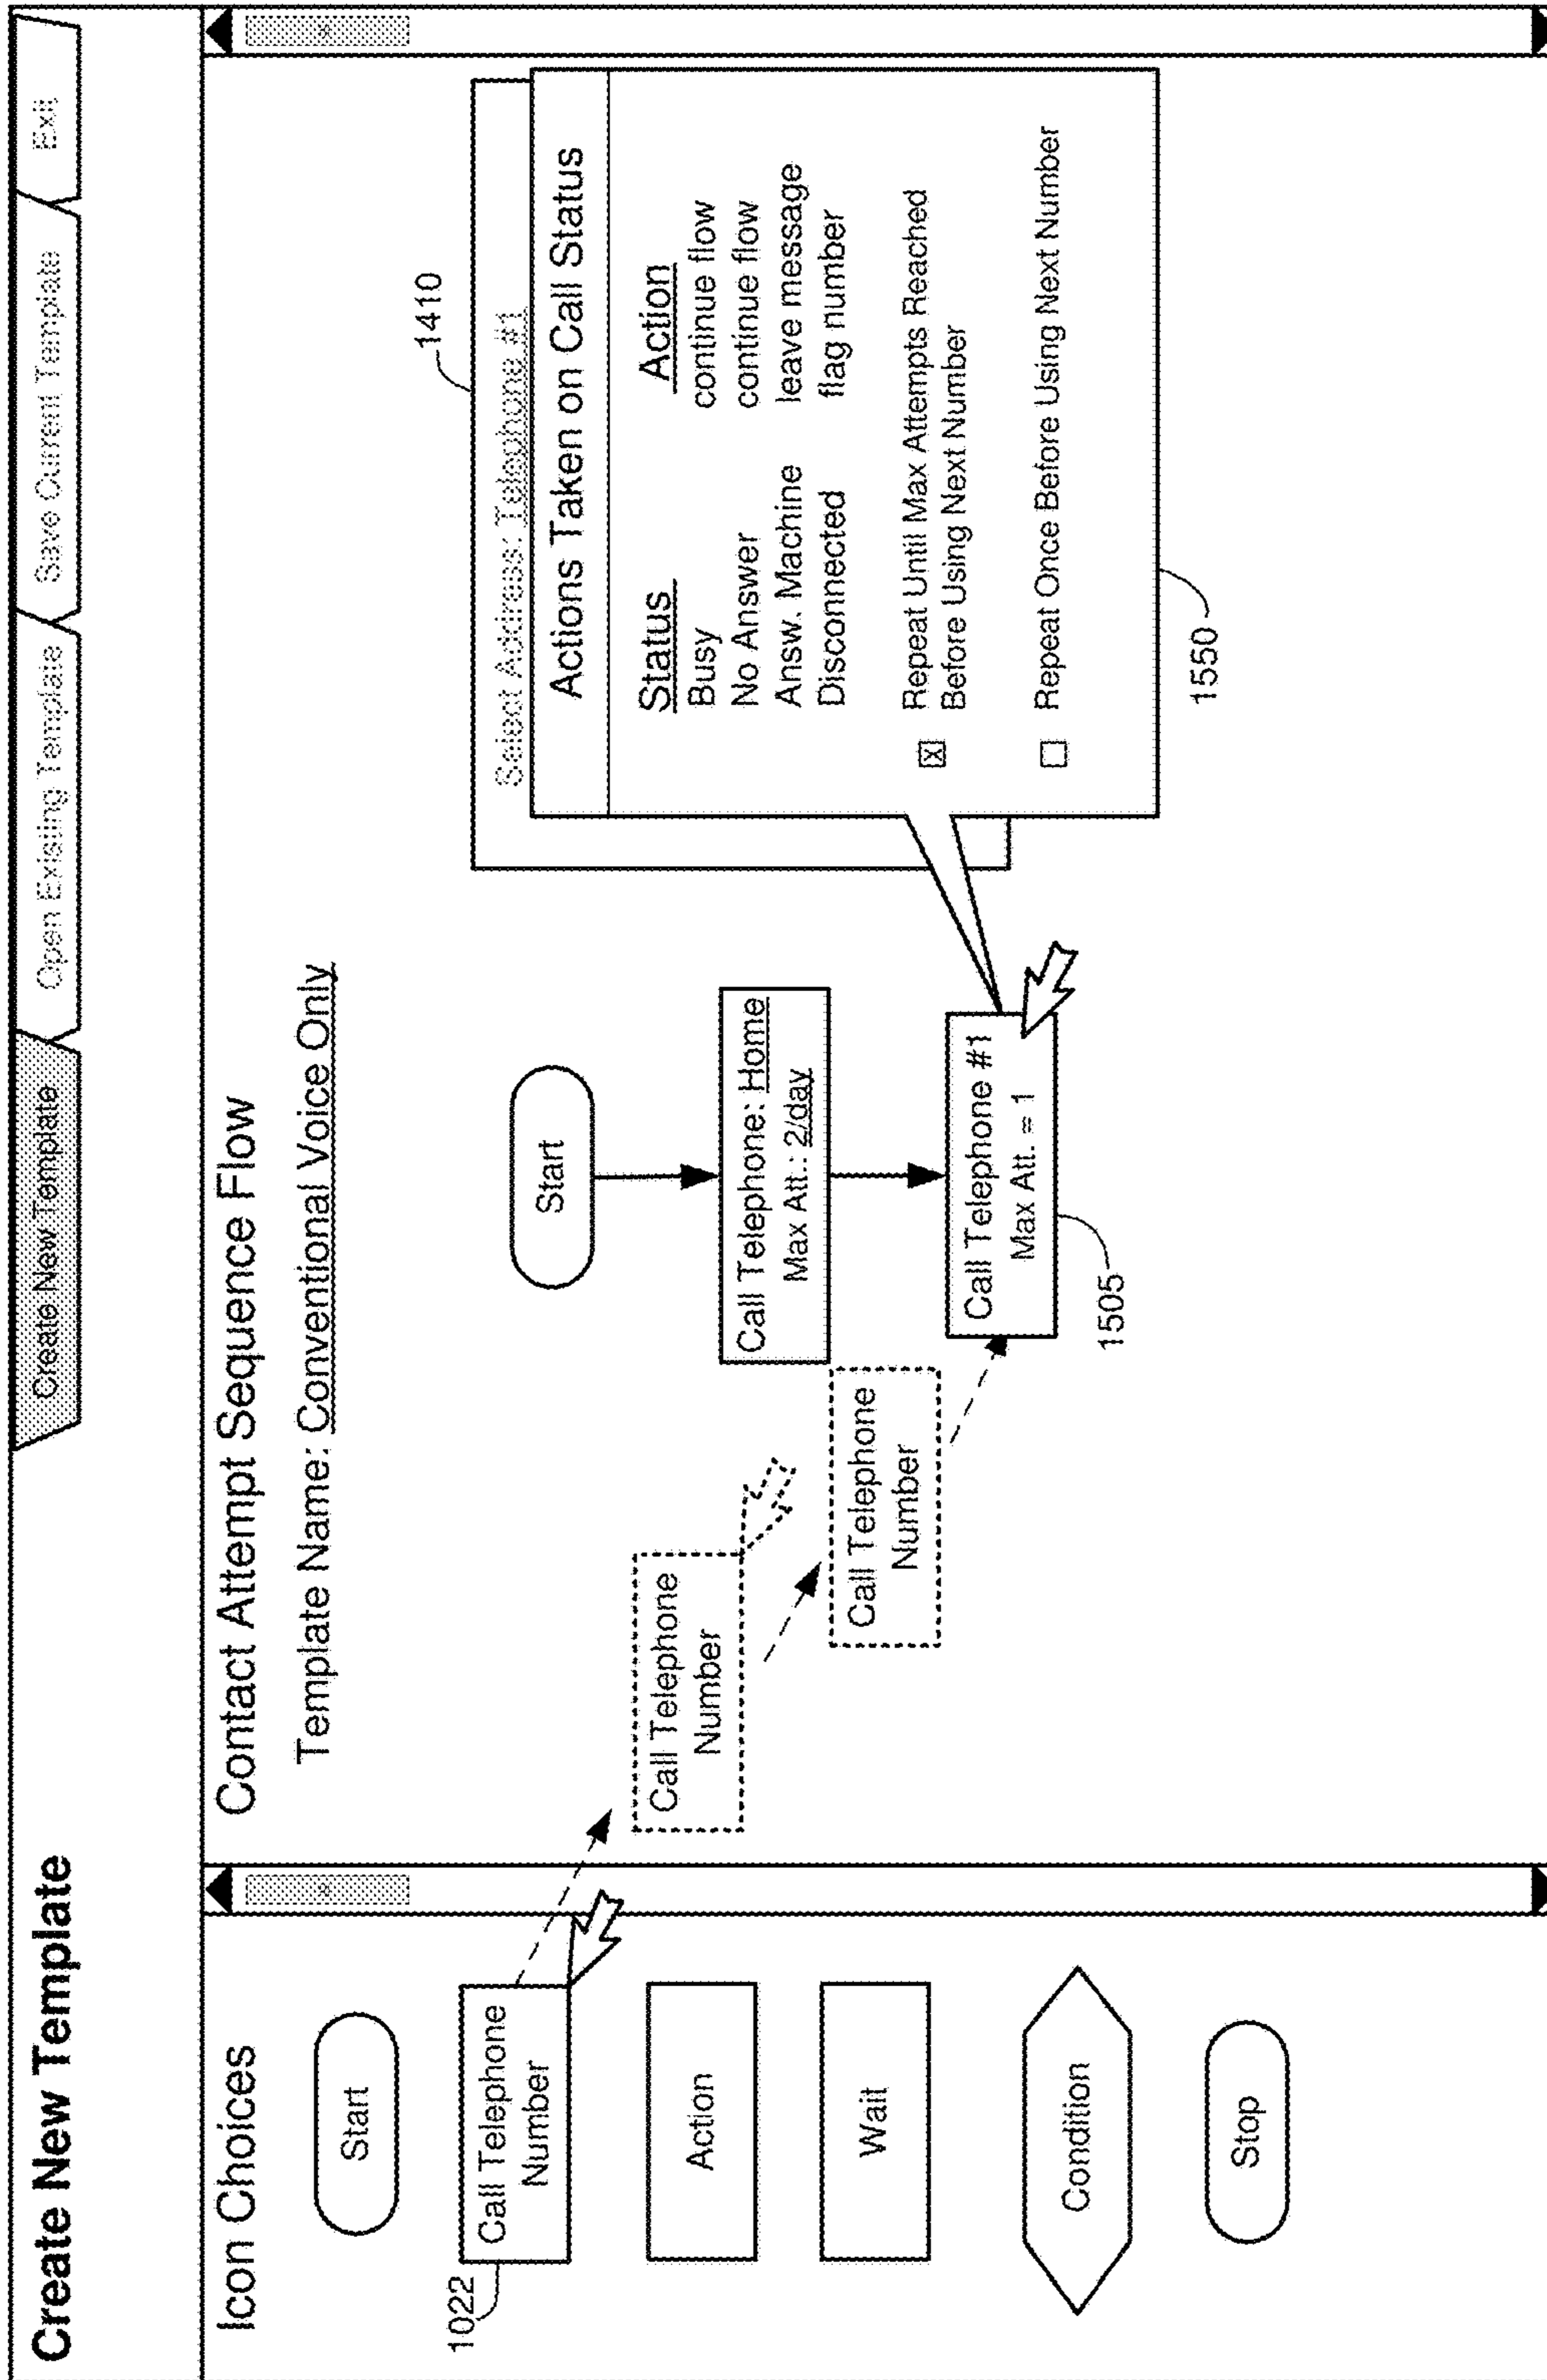 Create New Template
Create New Template
Open Existing Template
Save Current Template
Exit
Icon Choices
Start
1022
Call Telephone
Number
Action
Wait
Condition
Stop
Contact Attempt Sequence Flow
Template Name: Conventional Voice Only
Call Telephone
Number
Call Telephone
Number
Start
Call Telephone: Home
Max Att.: 2/day
Call Telephone #1
Max Att. = 1
1505
1410
Select Address: Telephone #1
Actions Taken on Call Status
Status Action
Busy continue flow
No Answer continue flow
Answ. Machine leave message
Disconnected flag number
x Repeat Until Max Attempts Reached
Before Using Next Number
Repeat Once Before Using Next Number
1550